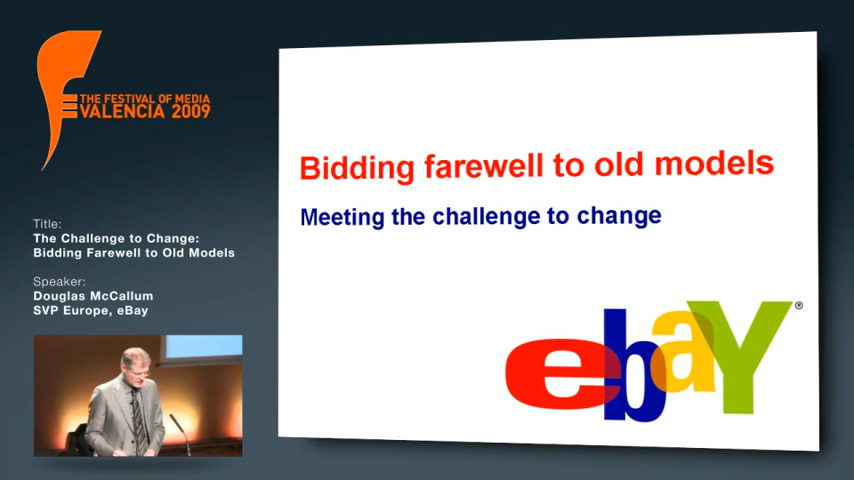 THE FESTIVAL OF MEDIA
VALENCIA 2009
Title:
The Challenge to Change:
Bidding Farewell to Old Models
Speaker:
Douglas McCallum
SVP Europe, eBay
Bidding farewell to old models
Meeting the challenge to change
ebaY®